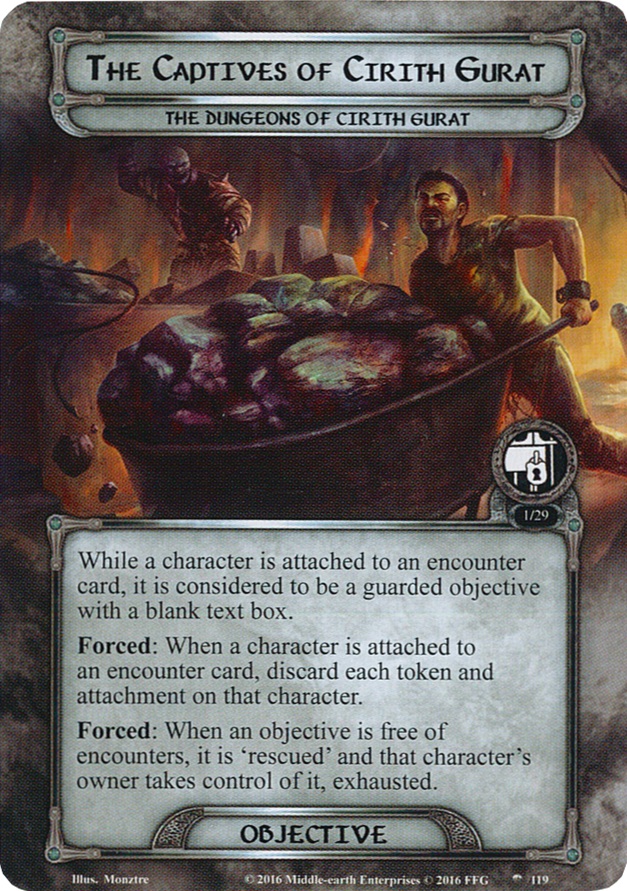 The Captives of Cirith Gurat
The Dungeons of Cirith Gurat
1/29
While a character is attached to an encounter
card, it is considered to be a guarded objective
with a blank text box.
Forced: When a character is attached to
an encounter card, discard each token and
attachment on that character.
Forced: When an objective is free of
encounters, it is ‘rescued’ and that character’s
owner takes control of it, exhausted.
OBJECTIVE
Illus. Monztre © 2016 Middle-earth Enterprises © 2016 FFG 119